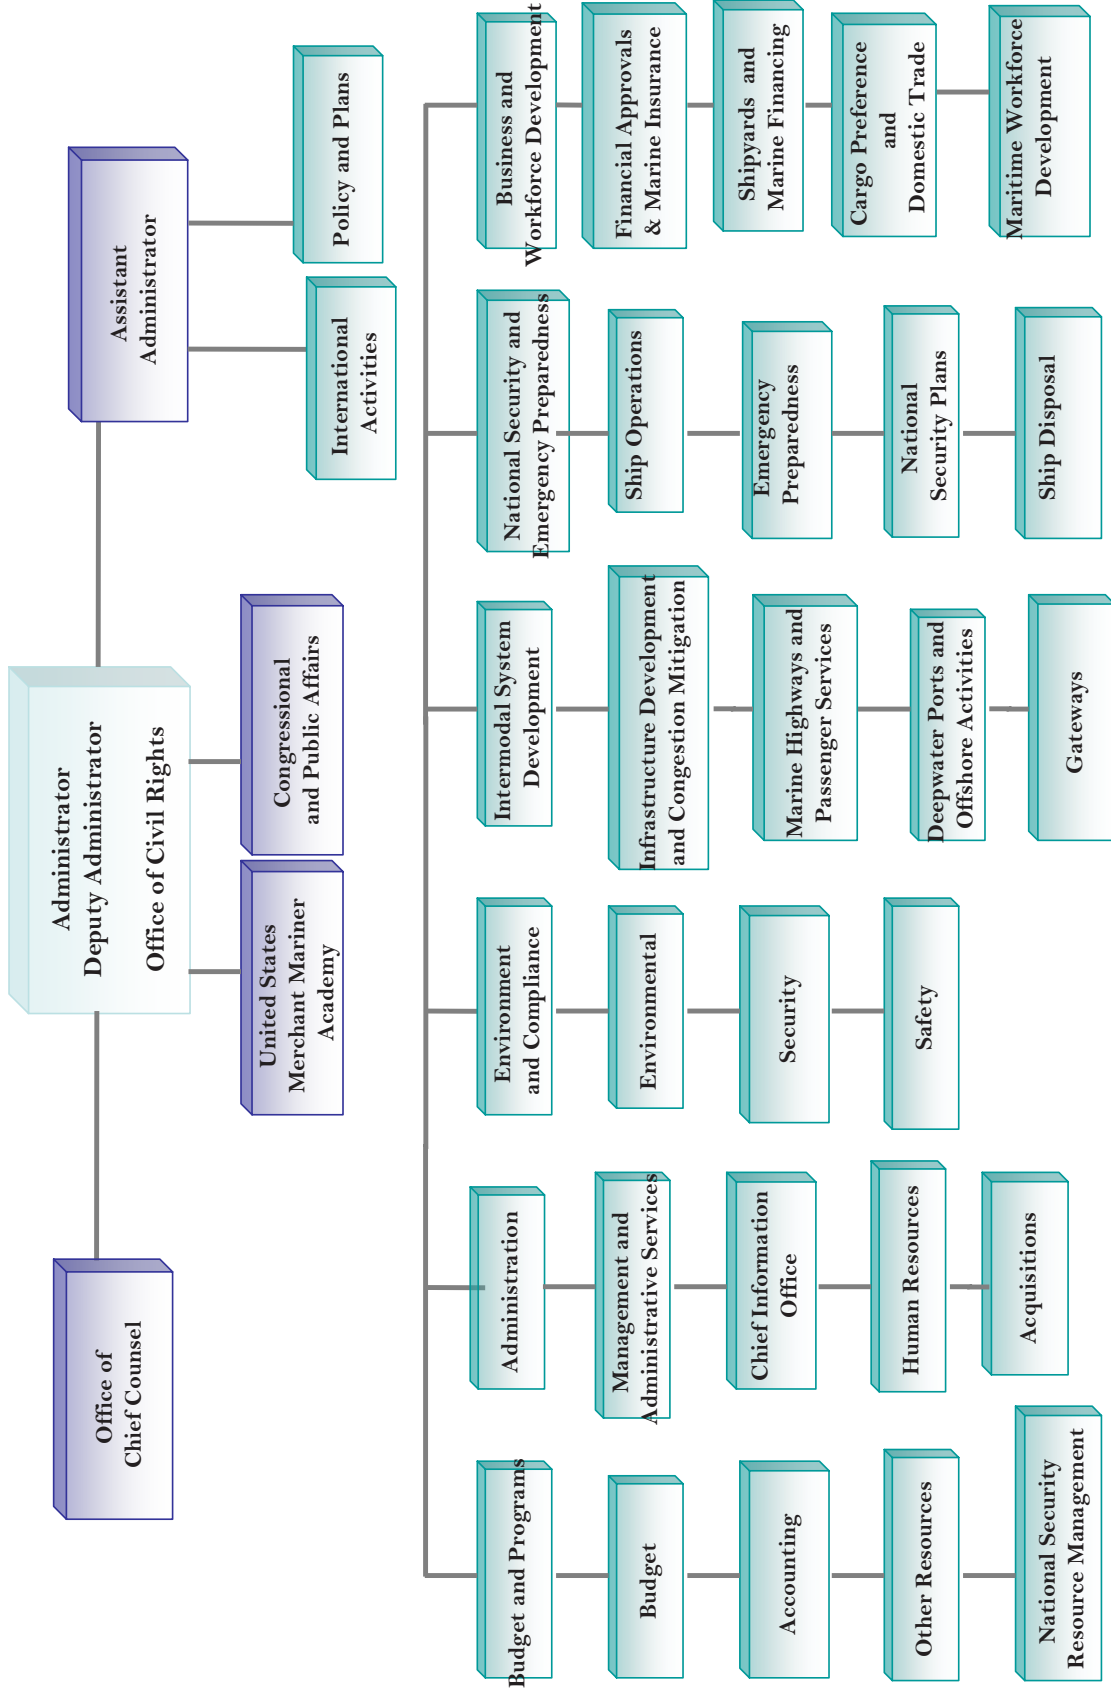 Administrator
Deputy Administrator
Office of Civil Rights
Office of
Chief Counsel
Assistant
Administrator
United States
Merchant Mariner
Academy
Congressional
and Public Affairs
International
Activities
Policy and Plans
Budget and Programs
Budget
Accounting
Other Resources
National Security
Resource Management
Administration
Management and
Administrative Services
Chief Information
Office
Human Resources
Acquisitions
Environment
and Compliance
Environmental
Security
Safety
Intermodal System
Development
Infrastructure Development
and Congestion Mitigation
Marine Highways and
Passenger Services
Deepwater Ports and
Offshore Activities
Gateways
National Security and
Emergency Preparedness
Ship Operations
Emergency
Preparedness
National
Security Plans
Ship Disposal
Business and
Workforce Development
Financial Approvals
& Marine Insurance
Shipyards and
Marine Financing
Cargo Preference
and
Domestic Trade
Maritime Workforce
Development